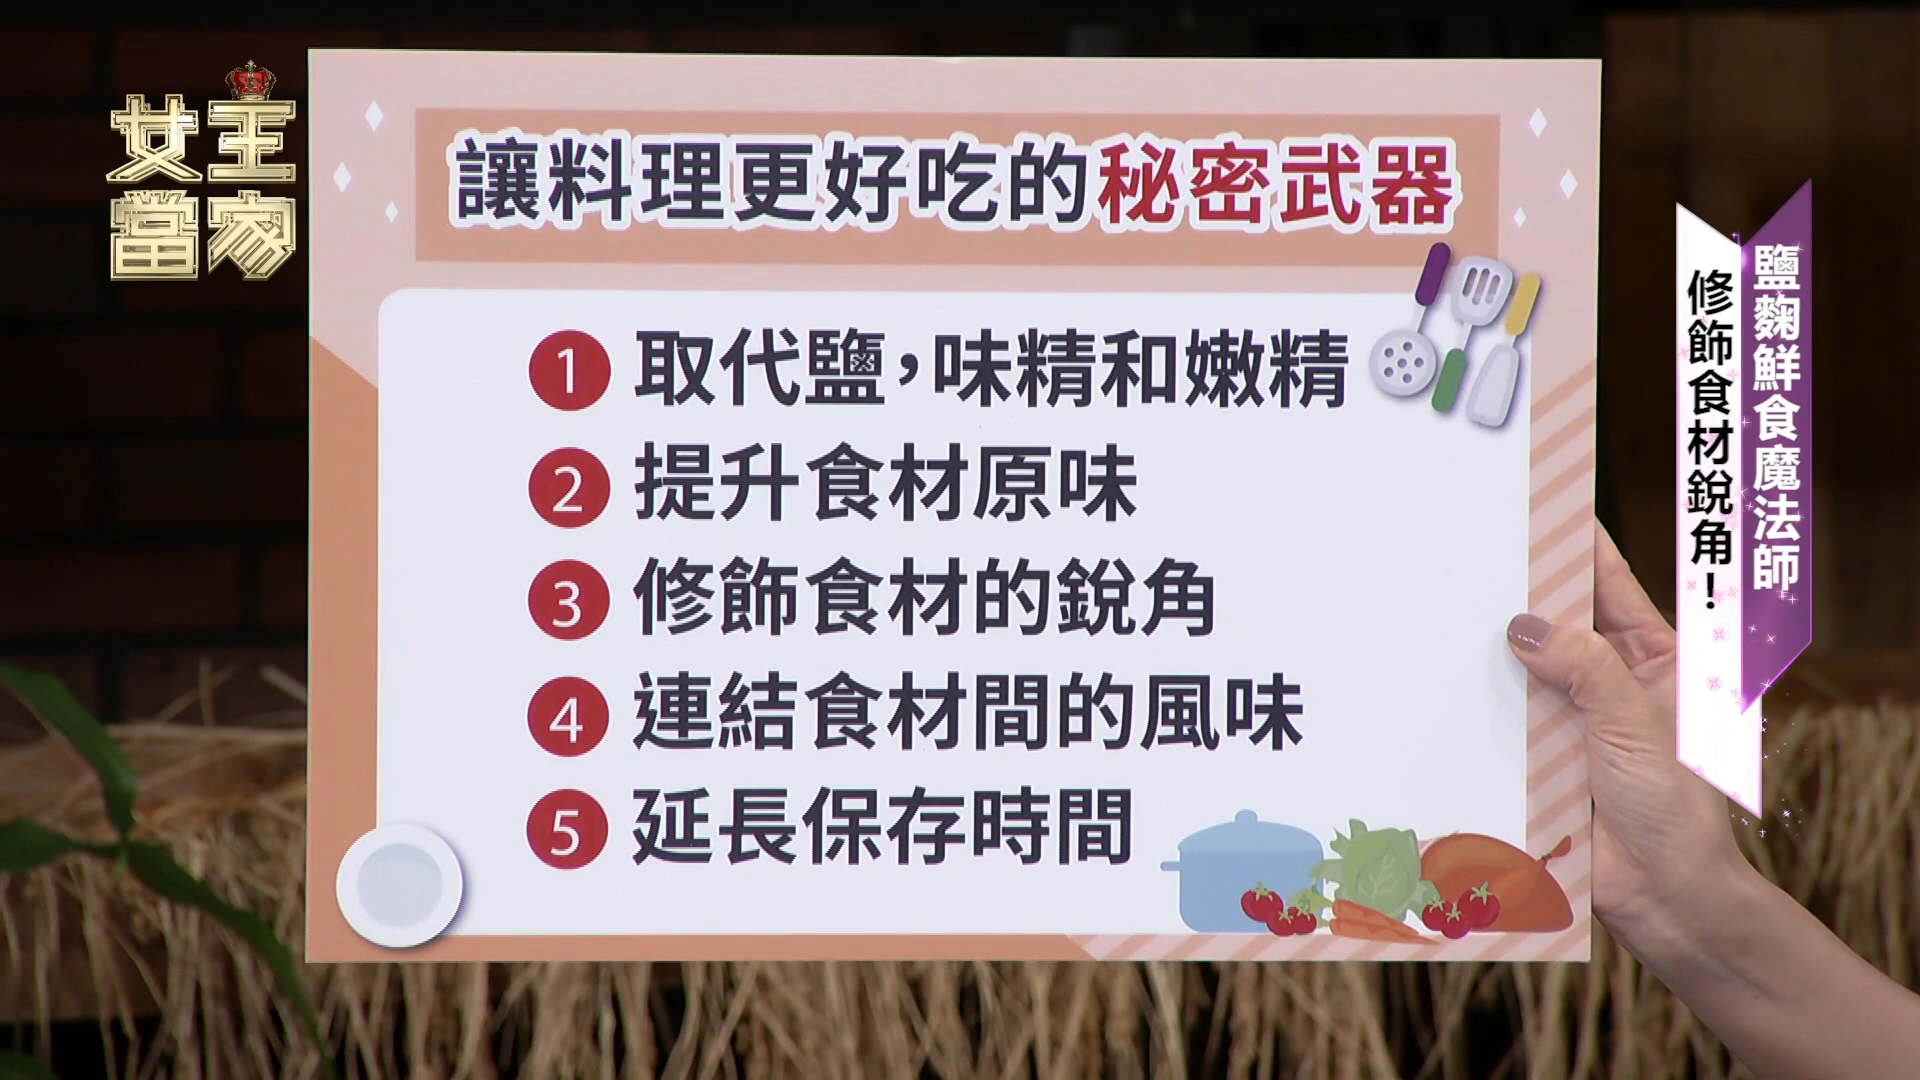 女王
當家
讓料理更好吃的秘密武器
1 取代鹽，味精和嫩精
2 提升食材原味
3 修飾食材的銳角
4 連結食材間的風味
5 延長保存時間
鹽麴鮮食魔法師
修飾食材銳角！